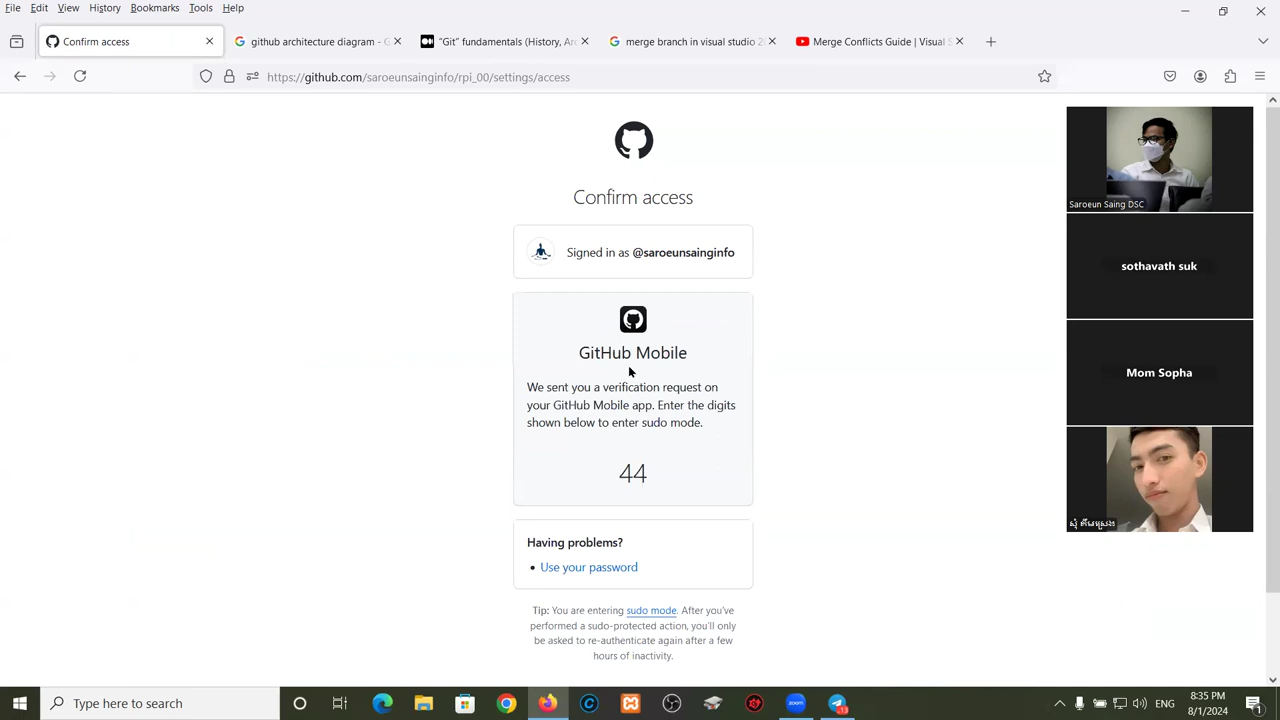 File Edit View History Bookmarks Tools Help
Confirm access
github architecture diagram - G
"Git" fundamentals (History, Arc
merge branch in visual studio 20
Merge Conflicts Guide | Visual S
https://github.com/saroeunsainginfo/rpi_00/settings/access
Confirm access
Signed in as @saroeunsainginfo
GitHub Mobile
We sent you a verification request on
your GitHub Mobile app. Enter the digits
shown below to enter sudo mode.
44
Having problems?
• Use your password
Tip: You are entering sudo mode. After you've
performed a sudo-protected action, you'll only
be asked to re-authenticate again after a few
hours of inactivity.
Saroeun Saing DSC
sothavath suk
Mom Sopha
Type here to search
zoom
13
ENG
8:35 PM
8/1/2024
1